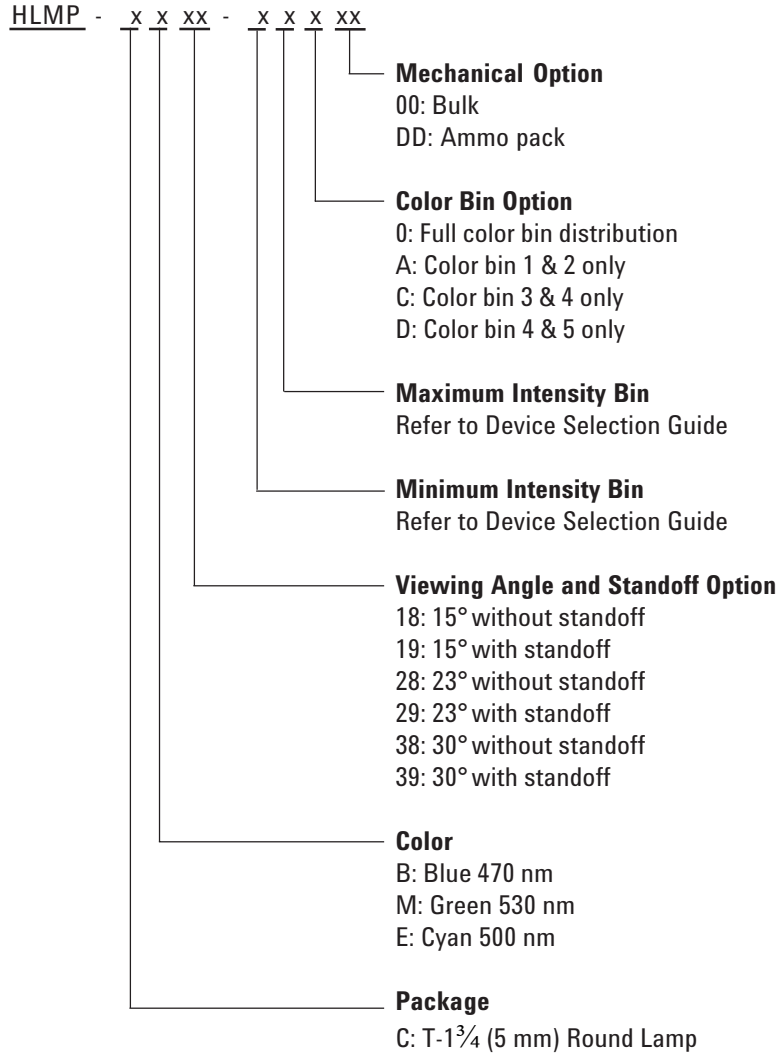 HLMP - x x xx - x x x xx
Mechanical Option
00: Bulk
DD: Ammo pack
Color Bin Option
0: Full color bin distribution
A: Color bin 1 & 2 only
C: Color bin 3 & 4 only
D: Color bin 4 & 5 only
Maximum Intensity Bin
Refer to Device Selection Guide
Minimum Intensity Bin
Refer to Device Selection Guide
Viewing Angle and Standoff Option
18: 15° without standoff
19: 15° with standoff
28: 23° without standoff
29: 23° with standoff
38: 30° without standoff
39: 30° with standoff
Color
B: Blue 470 nm
M: Green 530 nm
E: Cyan 500 nm
Package
C: T-1¾ (5 mm) Round Lamp